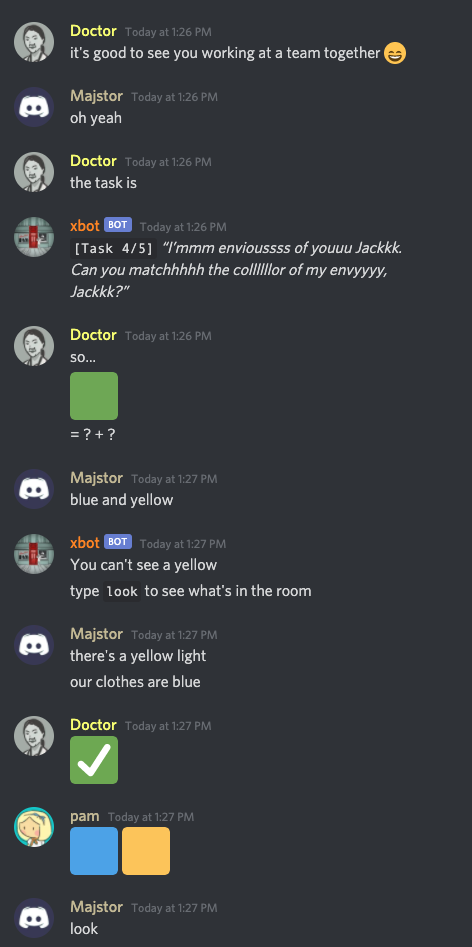 Doctor Today at 1:26 PM
it's good to see you working at a team together 😄
Majstor Today at 1:26 PM
oh yeah
Doctor Today at 1:26 PM
the task is
xbot BOT Today at 1:26 PM
[Task 4/5] “I’mmm enviousssss of youuu Jackkk.
Can you matchhhhh the collllllor of my envyyyy,
Jackkk?”
Doctor Today at 1:26 PM
so...
= ? + ?
Majstor Today at 1:27 PM
blue and yellow
xbot BOT Today at 1:27 PM
You can't see a yellow
type look to see what's in the room
Majstor Today at 1:27 PM
there's a yellow light
our clothes are blue
Doctor Today at 1:27 PM
pam Today at 1:27 PM
Majstor Today at 1:27 PM
look